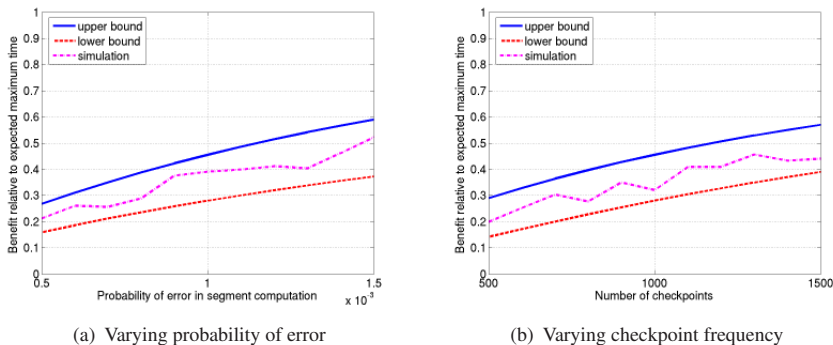 1
0.9
0.8
0.7
0.6
0.5
0.4
0.3
0.2
0.1
0
Benefit relative to expected maximum time
upper bound
lower bound
simulation
0.5
1
1.5
Probability of error in segment computation
x 10⁻³
(a) Varying probability of error
1
0.9
0.8
0.7
0.6
0.5
0.4
0.3
0.2
0.1
0
Benefit relative to expected maximum time
upper bound
lower bound
simulation
500
1000
1500
Number of checkpoints
(b) Varying checkpoint frequency